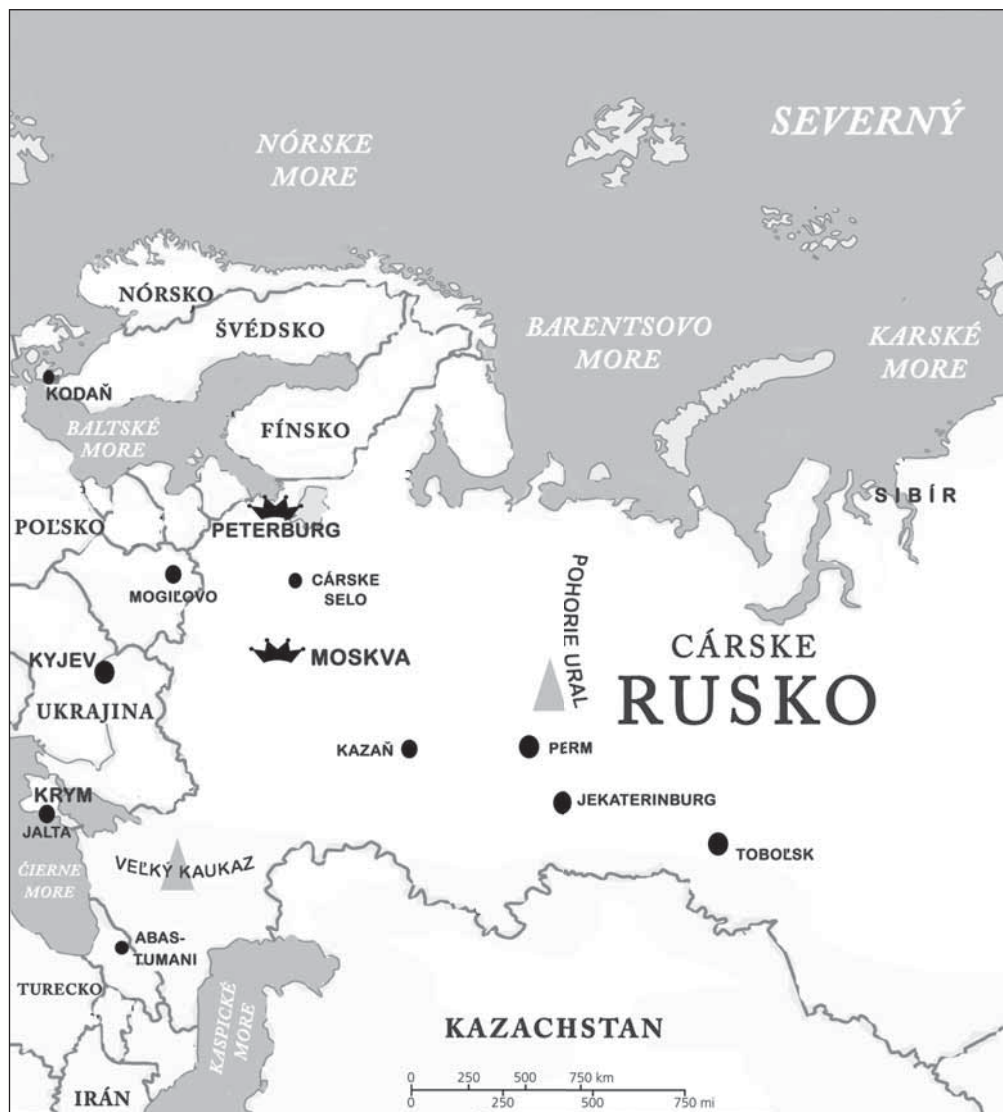 SEVERNÝ
NÓRSKE
MORE
NÓRSKO
ŠVÉDSKO
BARENTSOVO
MORE
KARSKÉ
MORE
KODAŇ
BALTSKÉ
MORE
FÍNSKO
SIBÍR
POĽSKO
PETERBURG
MOGIĽOVO
CÁRSKE
SELO
POHORIE URAL
KYJEV
MOSKVA
CÁRSKE
RUSKO
UKRAJINA
KAZAŇ
PERM
KRYM
JALTA
JEKATERINBURG
TOBOĽSK
ČIERNE
MORE
VEĽKÝ KAUKAZ
ABAS-
TUMANI
TURECKO
KASPICKÉ
MORE
KAZACHSTAN
IRÁN
0 250 500 750 km
0 250 500 750 mi